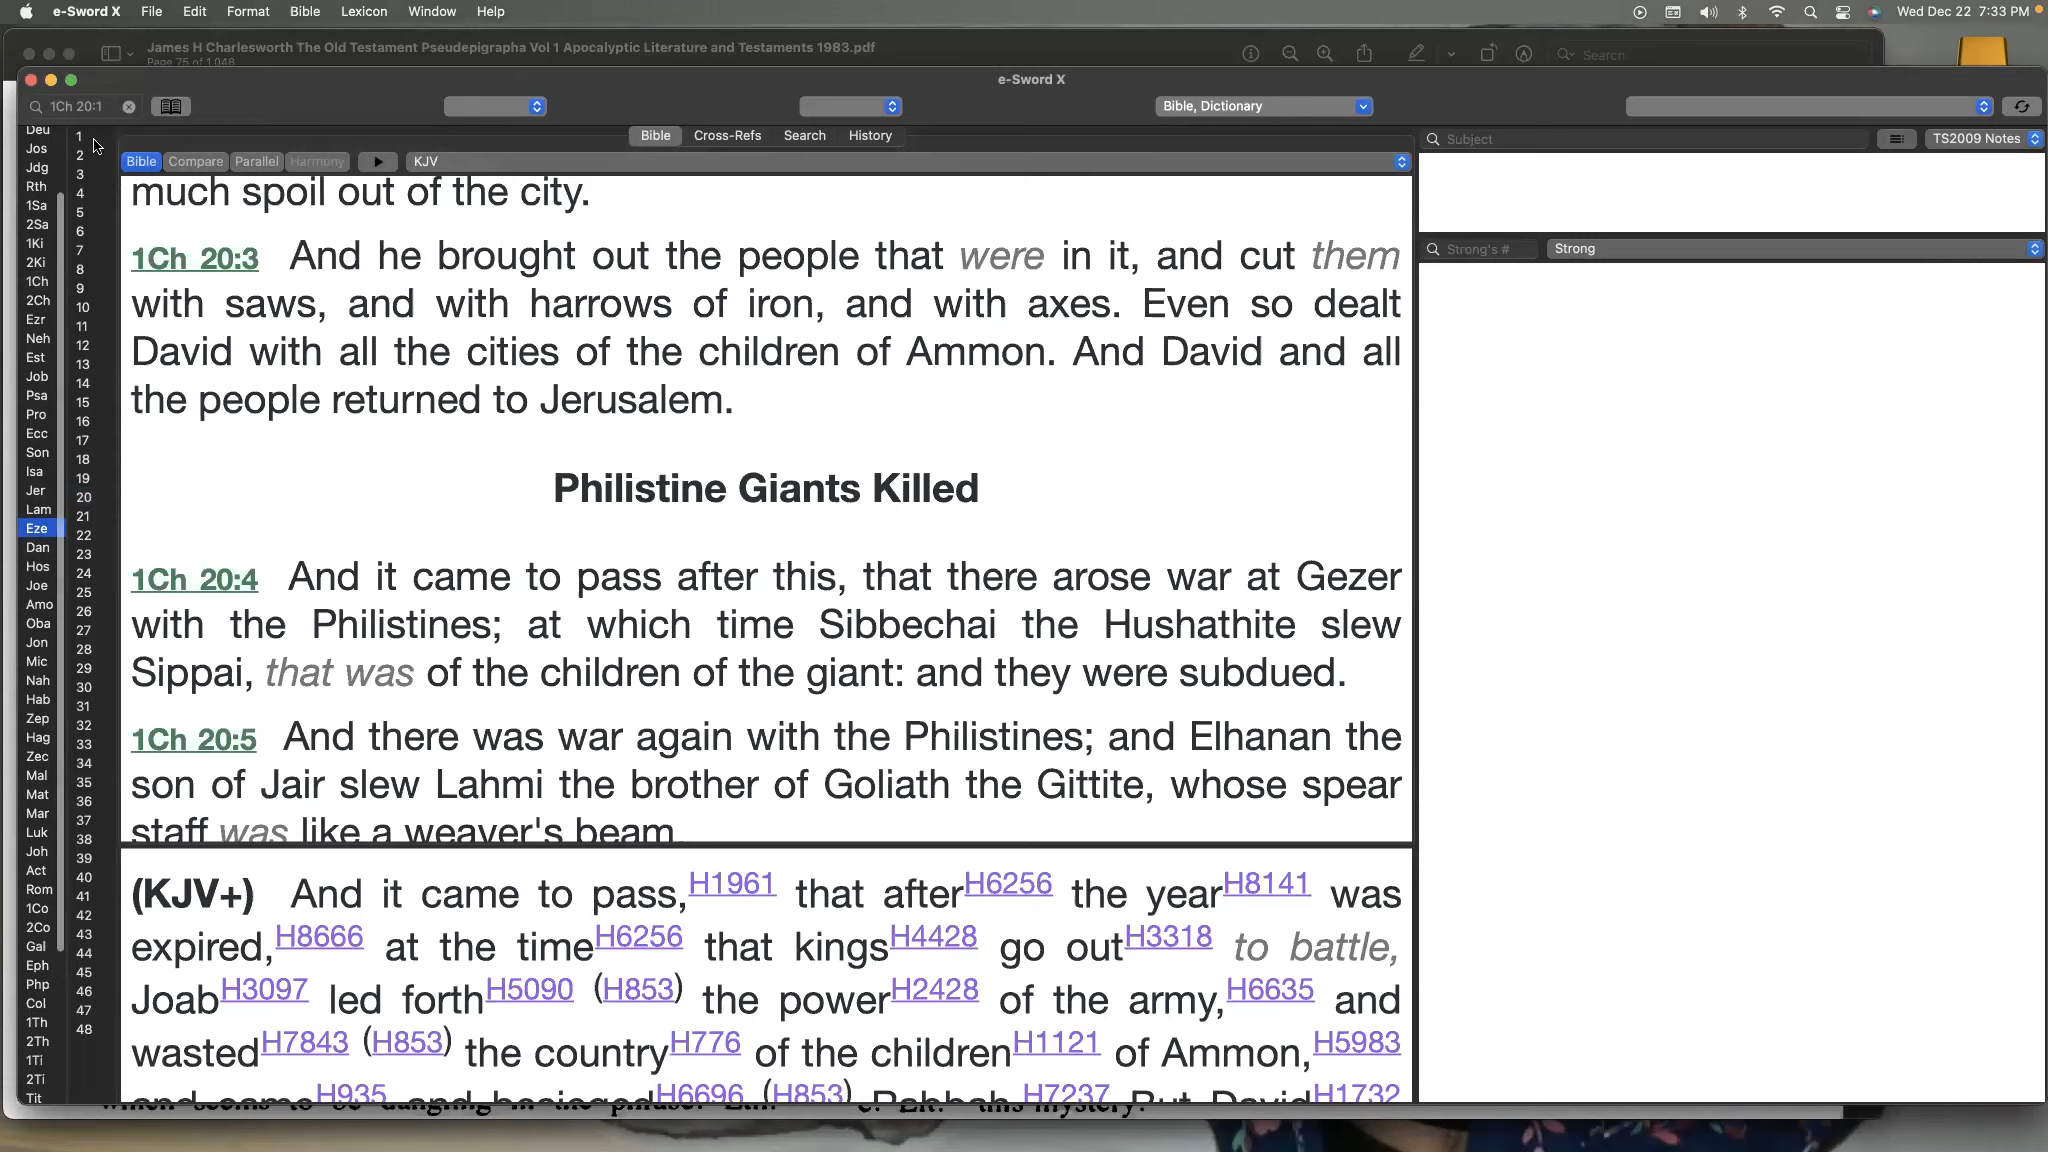 e-Sword X File Edit Format Bible Lexicon Window Help Wed Dec 22 7:33 PM
James H Charlesworth The Old Testament Pseudepigrapha Vol 1 Apocalyptic Literature and Testaments 1983.pdf
Page 75 of 1,048
Search
e-Sword X
1Ch 20:1
Bible, Dictionary
Bible Cross-Refs Search History
Subject
TS2009 Notes
Bible Compare Parallel Harmony
KJV
Strong's #
Strong
Deu
Jos
Jdg
Rth
1Sa
2Sa
1Ki
2Ki
1Ch
2Ch
Ezr
Neh
Est
Job
Psa
Pro
Ecc
Son
Isa
Jer
Lam
Eze
Dan
Hos
Joe
Amo
Oba
Jon
Mic
Nah
Hab
Zep
Hag
Zec
Mal
Mat
Mar
Luk
Joh
Act
Rom
1Co
2Co
Gal
Eph
Php
Col
1Th
2Th
1Ti
2Ti
Tit
1
2
3
4
5
6
7
8
9
10
11
12
13
14
15
16
17
18
19
20
21
22
23
24
25
26
27
28
29
30
31
32
33
34
35
36
37
38
39
40
41
42
43
44
45
46
47
48
much spoil out of the city.
1Ch 20:3 And he brought out the people that were in it, and cut them
with saws, and with harrows of iron, and with axes. Even so dealt
David with all the cities of the children of Ammon. And David and all
the people returned to Jerusalem.
Philistine Giants Killed
1Ch 20:4 And it came to pass after this, that there arose war at Gezer
with the Philistines; at which time Sibbechai the Hushathite slew
Sippai, that was of the children of the giant: and they were subdued.
1Ch 20:5 And there was war again with the Philistines; and Elhanan the
son of Jair slew Lahmi the brother of Goliath the Gittite, whose spear
staff was like a weaver's beam.
(KJV+) And it came to pass,H1961 that afterH6256 the yearH8141 was
expired,H8666 at the timeH6256 that kingsH4428 go outH3318 to battle,
JoabH3097 led forthH5090 (H853) the powerH2428 of the army,H6635 and
wastedH7843 (H853) the countryH776 of the childrenH1121 of Ammon,H5983
and cameH935 and besiegedH6696 (H853) Rabbah.H7237 But DavidH1732